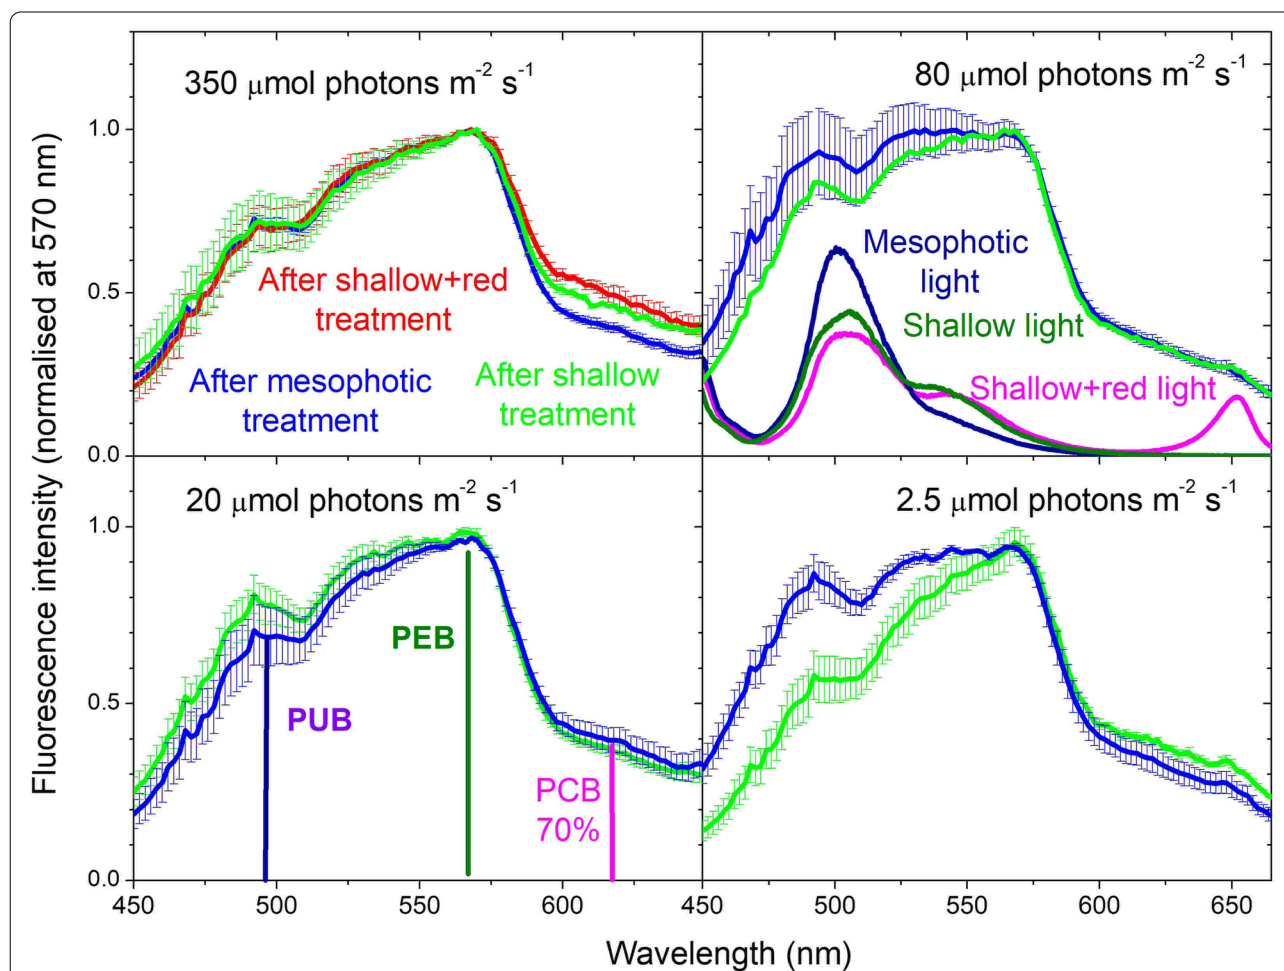 Fluorescence intensity (normalised at 570 nm)
350 μmol photons m⁻² s⁻¹
1.0
0.5
0.0
After shallow+red
treatment
After mesophotic
treatment
After shallow
treatment
80 μmol photons m⁻² s⁻¹
Mesophotic
light
Shallow light
Shallow+red light
20 μmol photons m⁻² s⁻¹
1.0
0.5
0.0
PUB
PEB
PCB
70%
2.5 μmol photons m⁻² s⁻¹
450 500 550 600 450 500 550 600 650
Wavelength (nm)